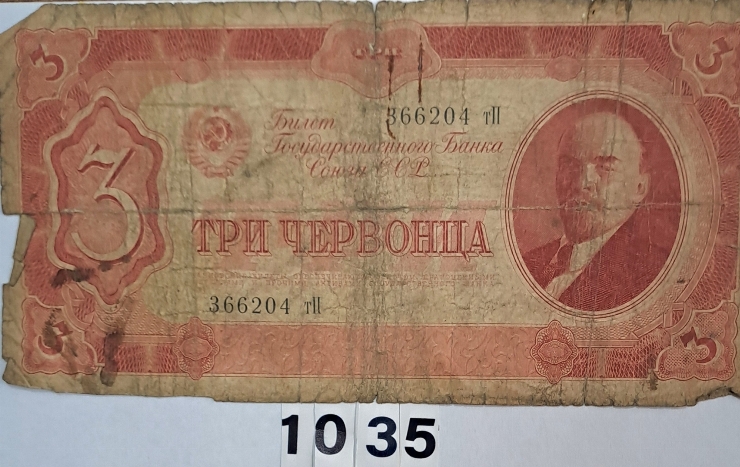 3 3
Билет 366204 тП
Государственного Банка
Союза ССР
3
ТРИ ЧЕРВОНЦА
366204 тП
3 3
10 35